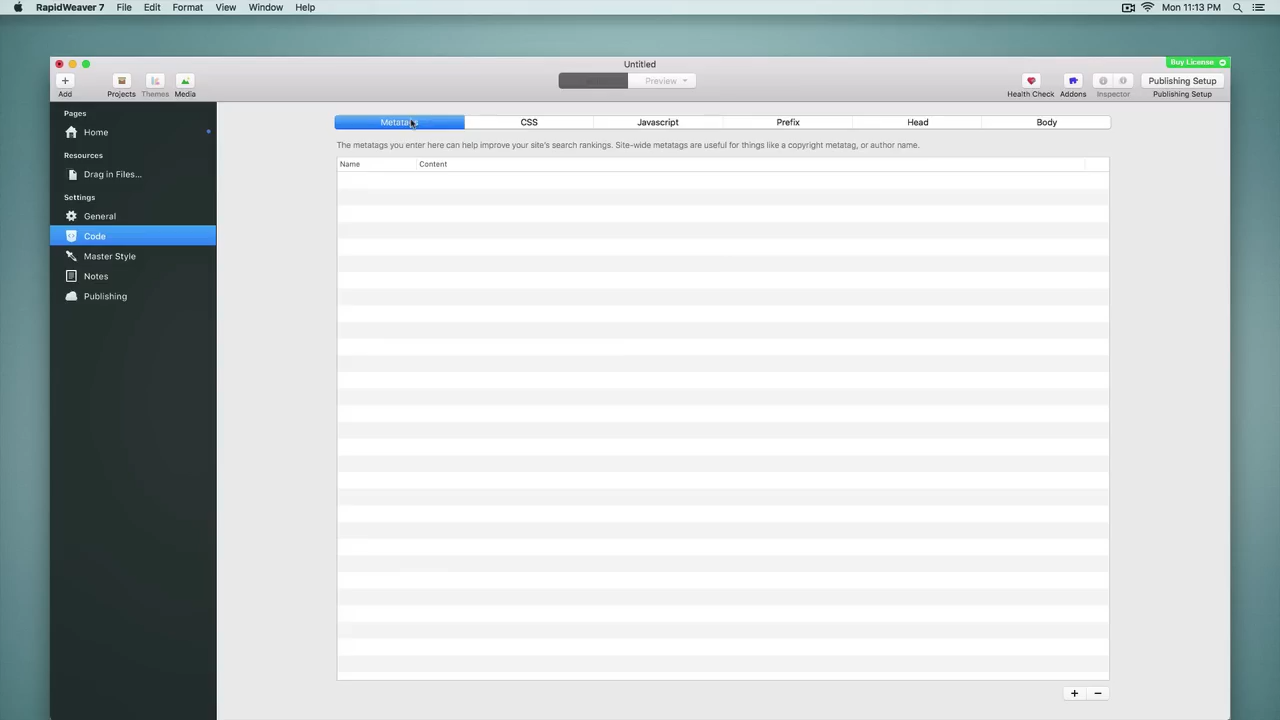 RapidWeaver 7 File Edit Format View Window Help Mon 11:13 PM
Untitled
Buy License
Preview
Publishing Setup
Add Projects Themes Media Health Check Addons Inspector Publishing Setup
Pages
Home
Resources
Drag in Files...
Settings
General
Code
Master Style
Notes
Publishing
Metatags CSS Javascript Prefix Head Body
The metatags you enter here can help improve your site's search rankings. Site-wide metatags are useful for things like a copyright metatag, or author name.
Name Content